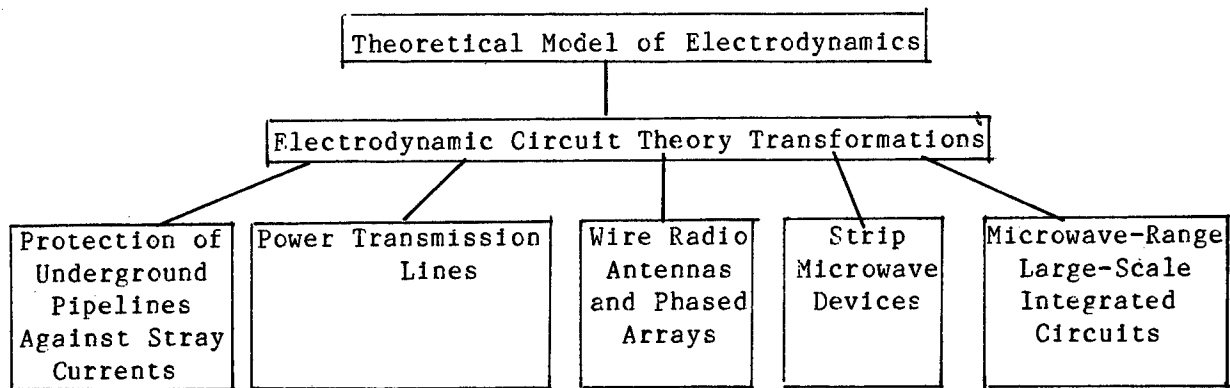 Theoretical Model of Electrodynamics
Electrodynamic Circuit Theory Transformations
Protection of
Underground
Pipelines
Against Stray
Currents
Power Transmission
Lines
Wire Radio
Antennas
and Phased
Arrays
Strip
Microwave
Devices
Microwave-Range
Large-Scale
Integrated
Circuits